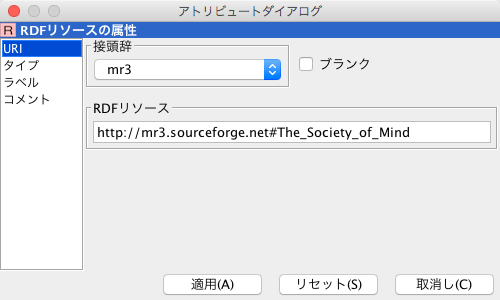 アトリビュートダイアログ
R RDFリソースの属性
URI
タイプ
ラベル
コメント
接頭辞
mr3
ブランク
RDFリソース
http://mr3.sourceforge.net#The_Society_of_Mind
適用(A)
リセット(S)
取消し(C)